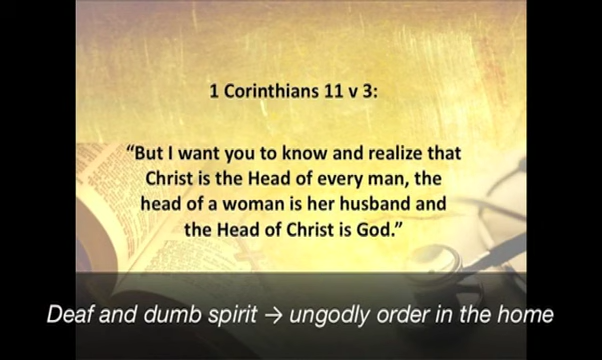 1 Corinthians 11 v 3:
“But I want you to know and realize that
Christ is the Head of every man, the
head of a woman is her husband and
the Head of Christ is God.”
Deaf and dumb spirit → ungodly order in the home